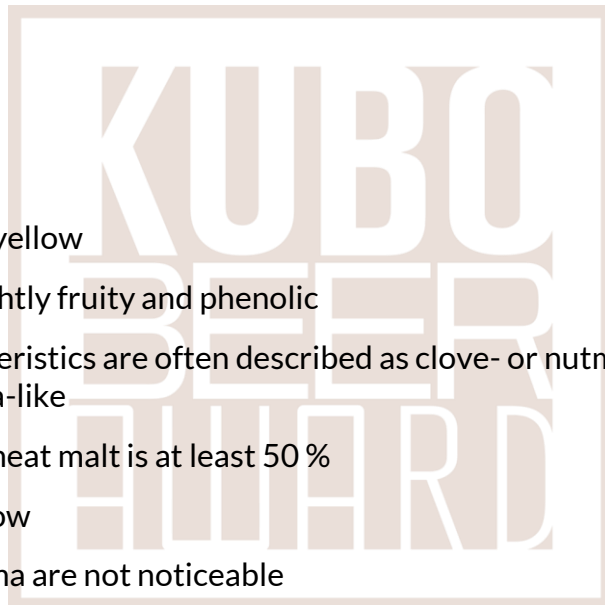 KUBO
yellow
htly fruity and phenolic
BEER
eristics are often described as clove- or nutm
a-like
heat malt is at least 50 %
AWARD
ow
na are not noticeable